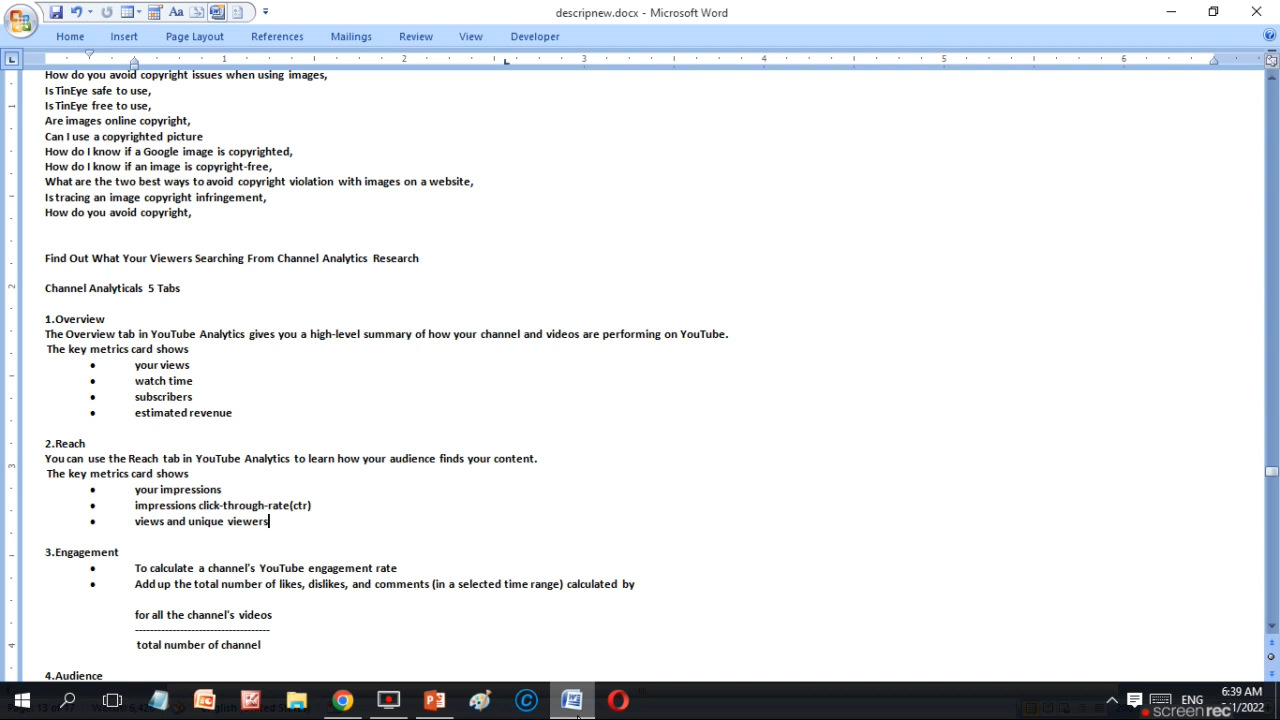 descripnew.docx - Microsoft Word
Home Insert Page Layout References Mailings Review View Developer
1 2 3 4 5 6
How do you avoid copyright issues when using images,
Is TinEye safe to use,
Is TinEye free to use,
Are images online copyright,
Can I use a copyrighted picture
How do I know if a Google image is copyrighted,
How do I know if an image is copyright-free,
What are the two best ways to avoid copyright violation with images on a website,
Is tracing an image copyright infringement,
How do you avoid copyright,
Find Out What Your Viewers Searching From Channel Analytics Research
Channel Analyticals 5 Tabs
1.Overview
The Overview tab in YouTube Analytics gives you a high-level summary of how your channel and videos are performing on YouTube.
The key metrics card shows
• your views
• watch time
• subscribers
• estimated revenue
2.Reach
You can use the Reach tab in YouTube Analytics to learn how your audience finds your content.
The key metrics card shows
• your impressions
• impressions click-through-rate(ctr)
• views and unique viewers
3.Engagement
• To calculate a channel's YouTube engagement rate
• Add up the total number of likes, dislikes, and comments (in a selected time range) calculated by
for all the channel's videos
------------------------------------
total number of channel
4.Audience
ENG
6:39 AM
/1/2022
screenrec